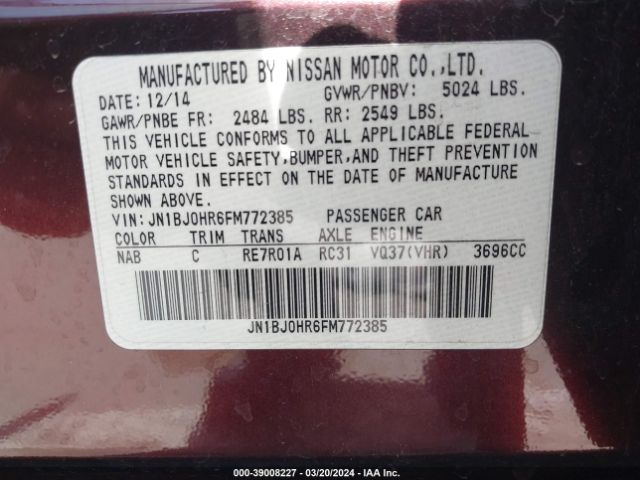 MANUFACTURED BY NISSAN MOTOR CO.,LTD.
DATE: 12/14 GVWR/PNBV: 5024 LBS.
GAWR/PNBE FR: 2484 LBS. RR: 2549 LBS.
THIS VEHICLE CONFORMS TO ALL APPLICABLE FEDERAL
MOTOR VEHICLE SAFETY,BUMPER,AND THEFT PREVENTION
STANDARDS IN EFFECT ON THE DATE OF MANUFACTURE
SHOWN ABOVE.
VIN: JN1BJ0HR6FM772385 PASSENGER CAR
COLOR TRIM TRANS AXLE ENGINE
NAB C RE7R01A RC31 VQ37(VHR) 3696CC
JN1BJ0HR6FM772385
000-39008227 - 03/20/2024 - IAA Inc.